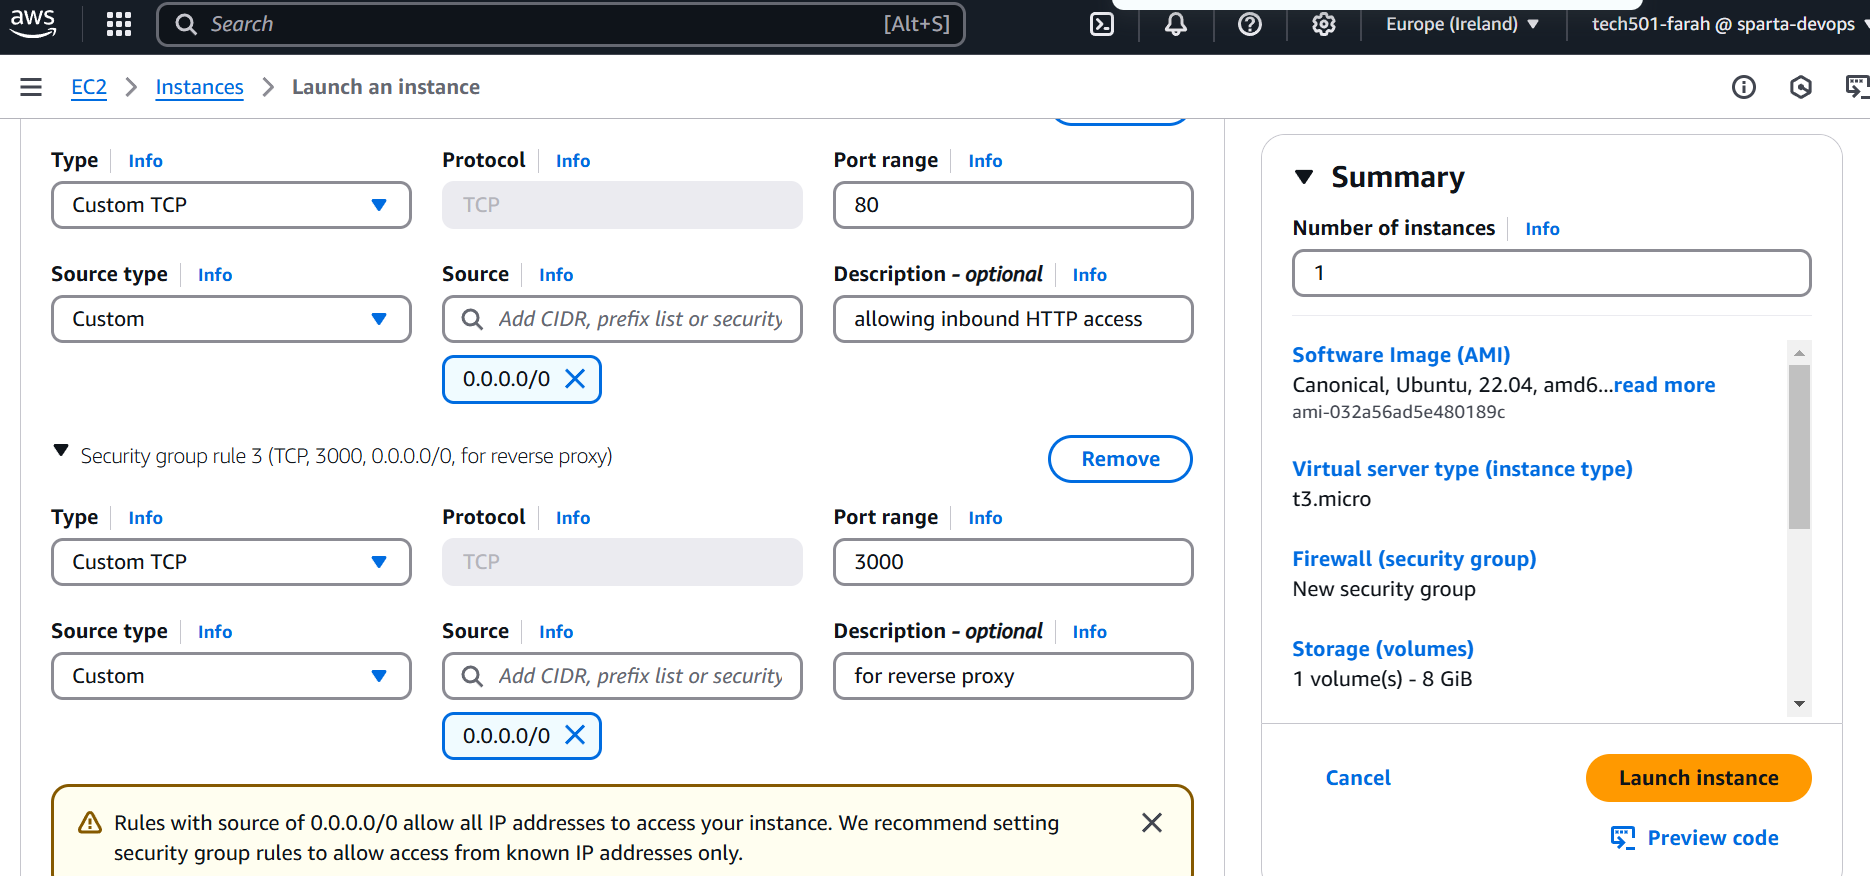 aws
Search
[Alt+S]
Europe (Ireland)
tech501-farah @ sparta-devops
EC2
Instances
Launch an instance
Type
Info
Protocol
Info
Port range
Info
Custom TCP
TCP
80
Source type
Info
Source
Info
Description - optional
Info
Custom
Add CIDR, prefix list or security
allowing inbound HTTP access
0.0.0.0/0
Security group rule 3 (TCP, 3000, 0.0.0.0/0, for reverse proxy)
Remove
Type
Info
Protocol
Info
Port range
Info
Custom TCP
TCP
3000
Source type
Info
Source
Info
Description - optional
Info
Custom
Add CIDR, prefix list or security
for reverse proxy
0.0.0.0/0
Rules with source of 0.0.0.0/0 allow all IP addresses to access your instance. We recommend setting
security group rules to allow access from known IP addresses only.
Summary
Number of instances
Info
1
Software Image (AMI)
Canonical, Ubuntu, 22.04, amd6...read more
ami-032a56ad5e480189c
Virtual server type (instance type)
t3.micro
Firewall (security group)
New security group
Storage (volumes)
1 volume(s) - 8 GiB
Cancel
Launch instance
Preview code